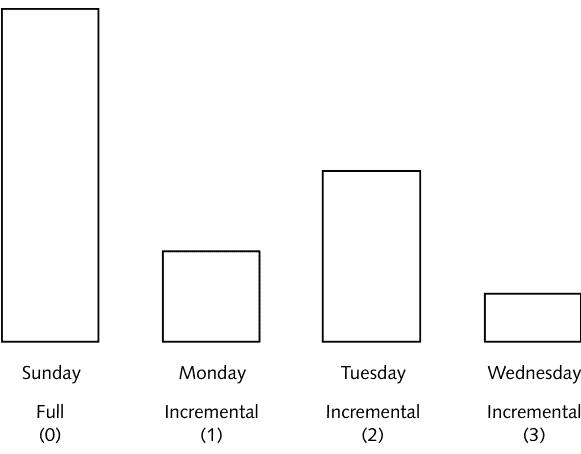 Sunday
Monday
Tuesday
Wednesday
Full
(0)
Incremental
(1)
Incremental
(2)
Incremental
(3)